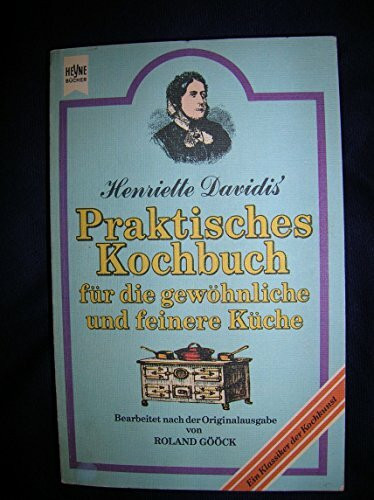 HEYNE
BÜCHER
Henriette Davidis'
Praktisches
Kochbuch
für die gewöhnliche
und feinere Küche
Bearbeitet nach der Originalausgabe
von
ROLAND GÖÖCK
Ein Klassiker der Kochkunst